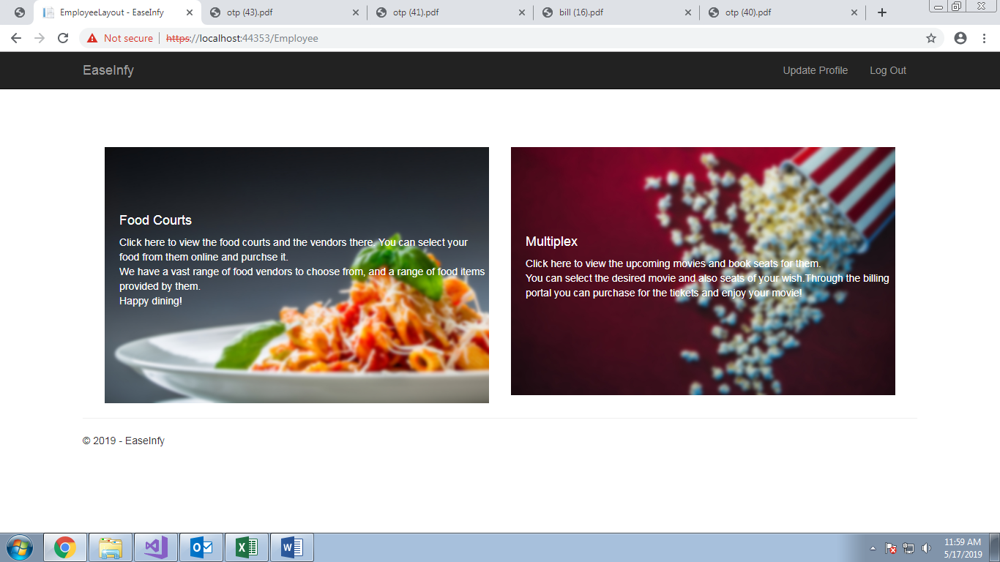 EmployeeLayout - EaseInfy
otp (43).pdf
otp (41).pdf
bill (16).pdf
otp (40).pdf
Not secure
https://localhost:44353/Employee
EaseInfy
Update Profile
Log Out
Food Courts
Click here to view the food courts and the vendors there. You can select your
food from them online and purchse it.
We have a vast range of food vendors to choose from, and a range of food items
provided by them.
Happy dining!
Multiplex
Click here to view the upcoming movies and book seats for them.
You can select the desired movie and also seats of your wish.Through the billing
portal you can purchase for the tickets and enjoy your movie!
© 2019 - EaseInfy
11:59 AM
5/17/2019